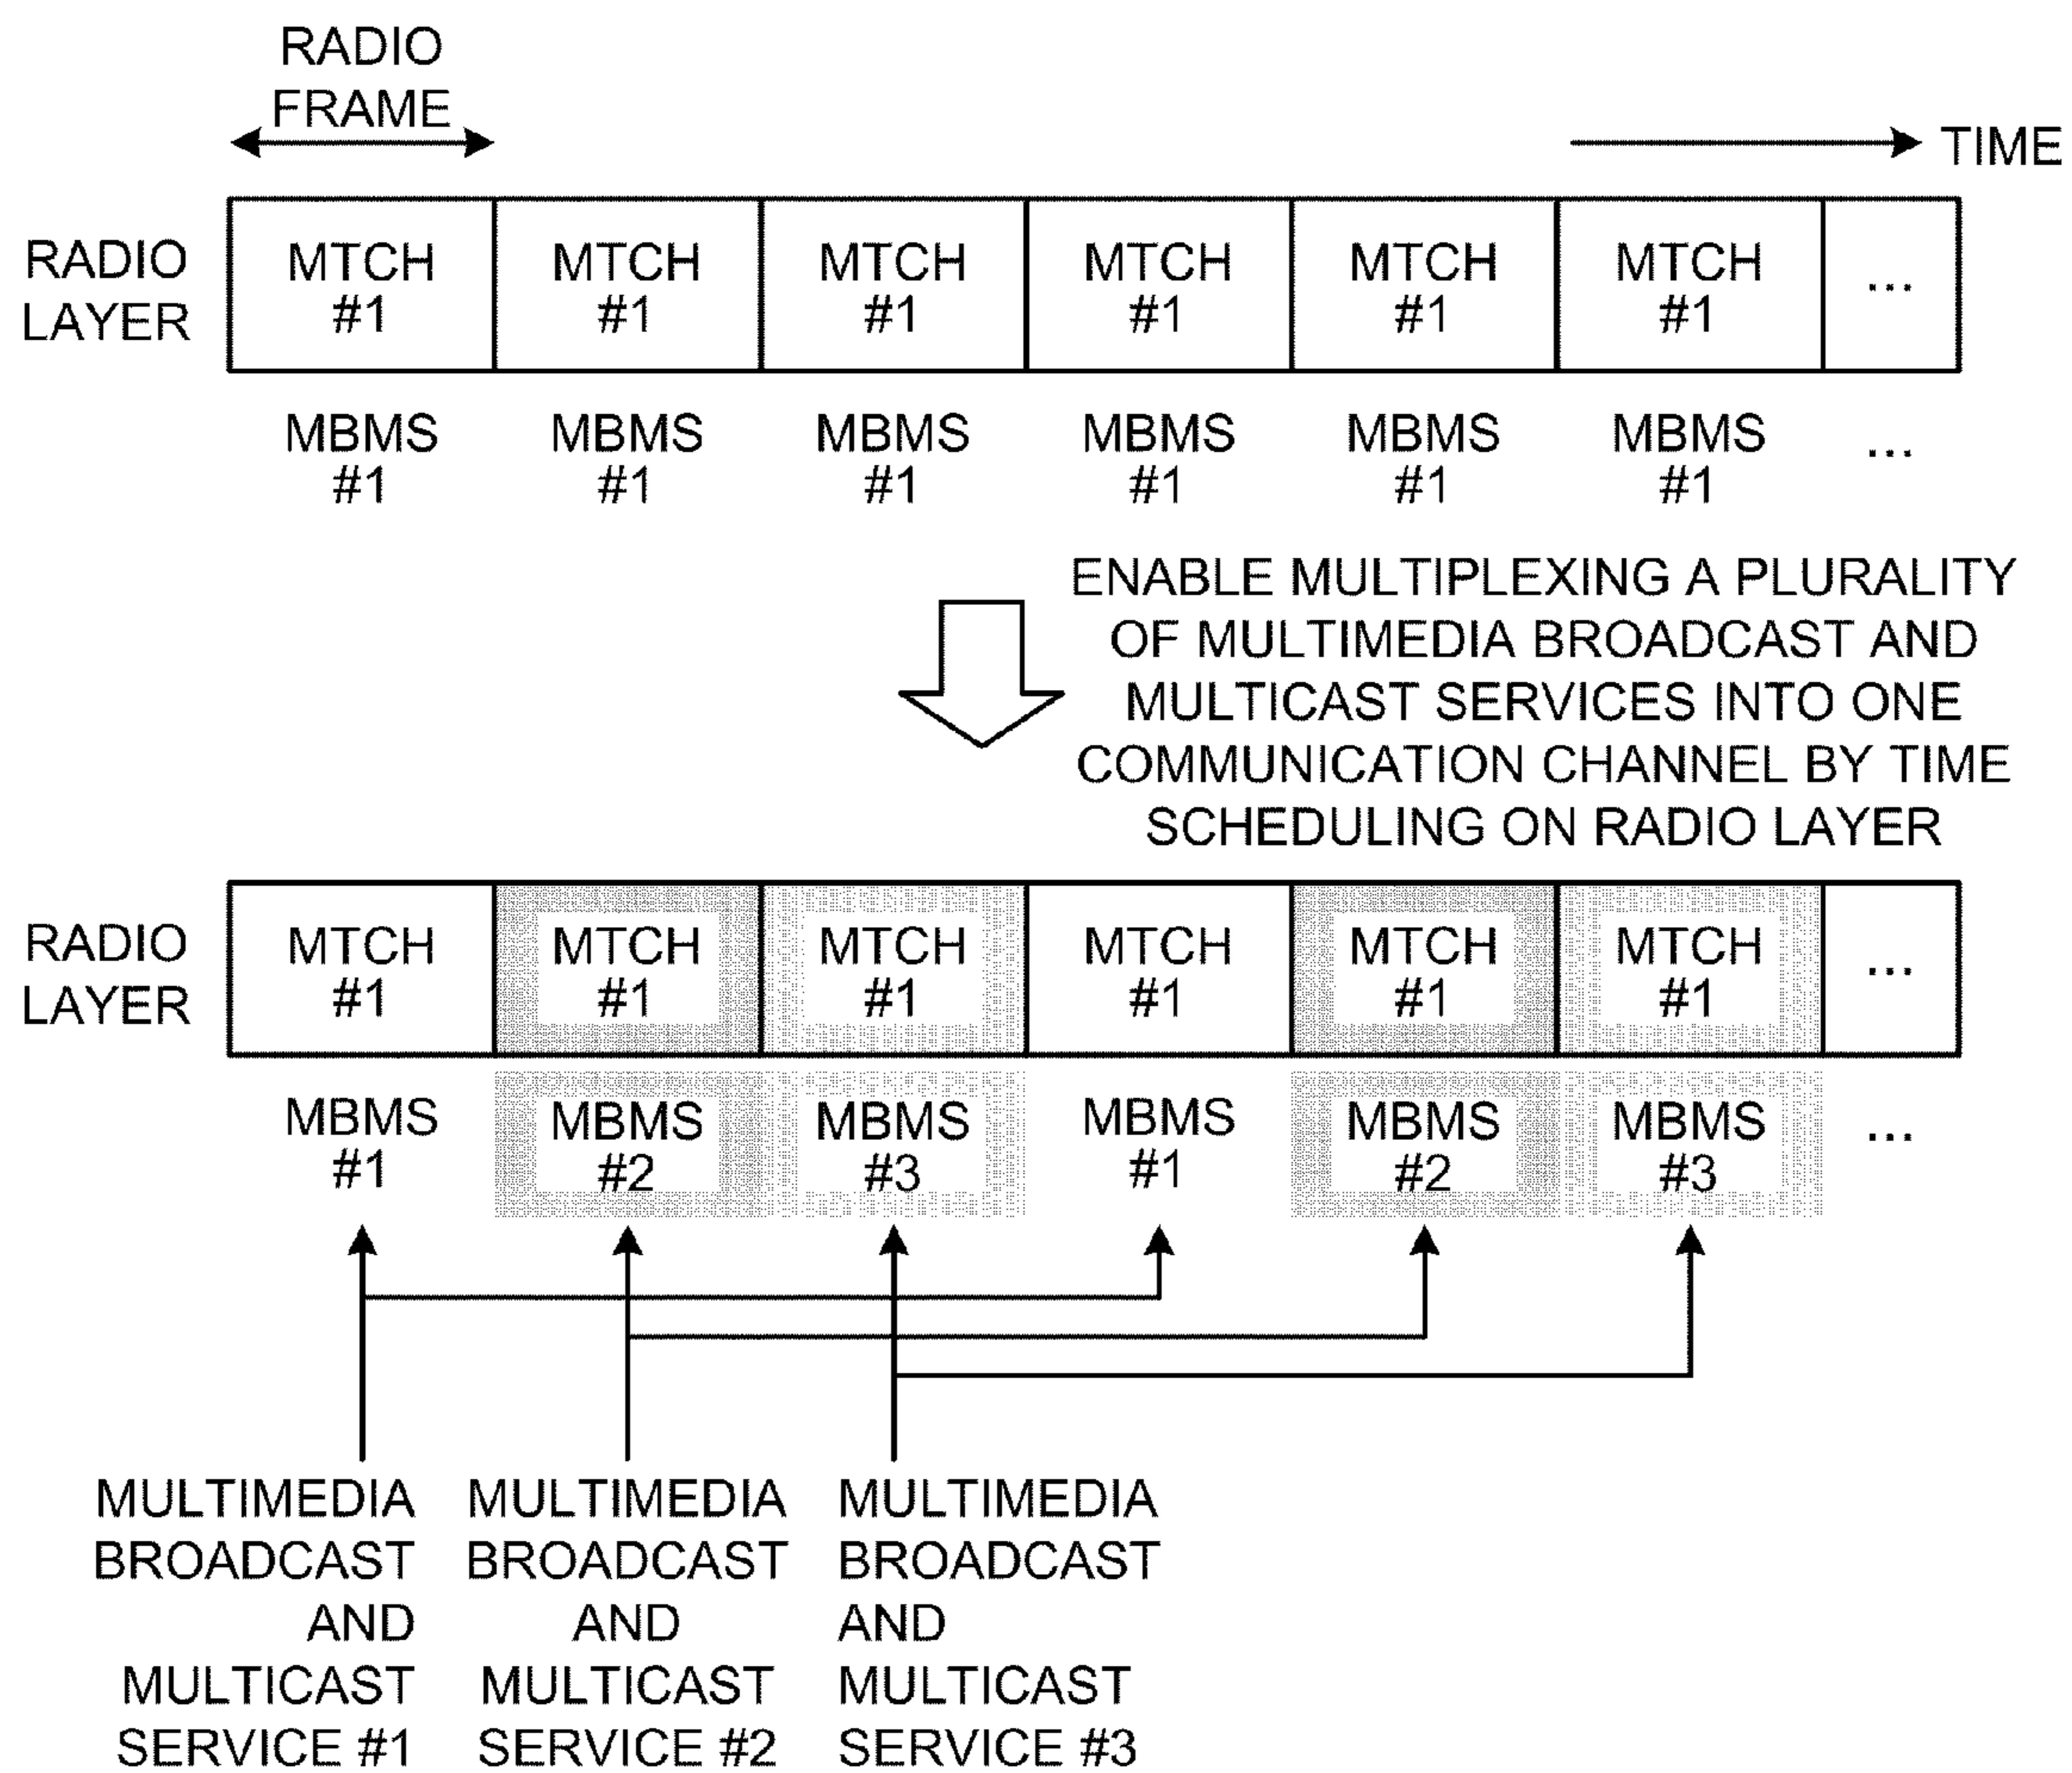 RADIO
FRAME
TIME
RADIO
LAYER
MTCH MTCH MTCH MTCH MTCH MTCH ...
#1 #1 #1 #1 #1 #1
MBMS MBMS MBMS MBMS MBMS MBMS ...
#1 #1 #1 #1 #1 #1
ENABLE MULTIPLEXING A PLURALITY
OF MULTIMEDIA BROADCAST AND
MULTICAST SERVICES INTO ONE
COMMUNICATION CHANNEL BY TIME
SCHEDULING ON RADIO LAYER
RADIO
LAYER
MTCH MTCH MTCH MTCH MTCH MTCH ...
#1 #1 #1 #1 #1 #1
MBMS MBMS MBMS MBMS MBMS MBMS ...
#1 #2 #3 #1 #2 #3
MULTIMEDIA
BROADCAST
AND
MULTICAST
SERVICE #1
MULTIMEDIA
BROADCAST
AND
MULTICAST
SERVICE #2
MULTIMEDIA
BROADCAST
AND
MULTICAST
SERVICE #3